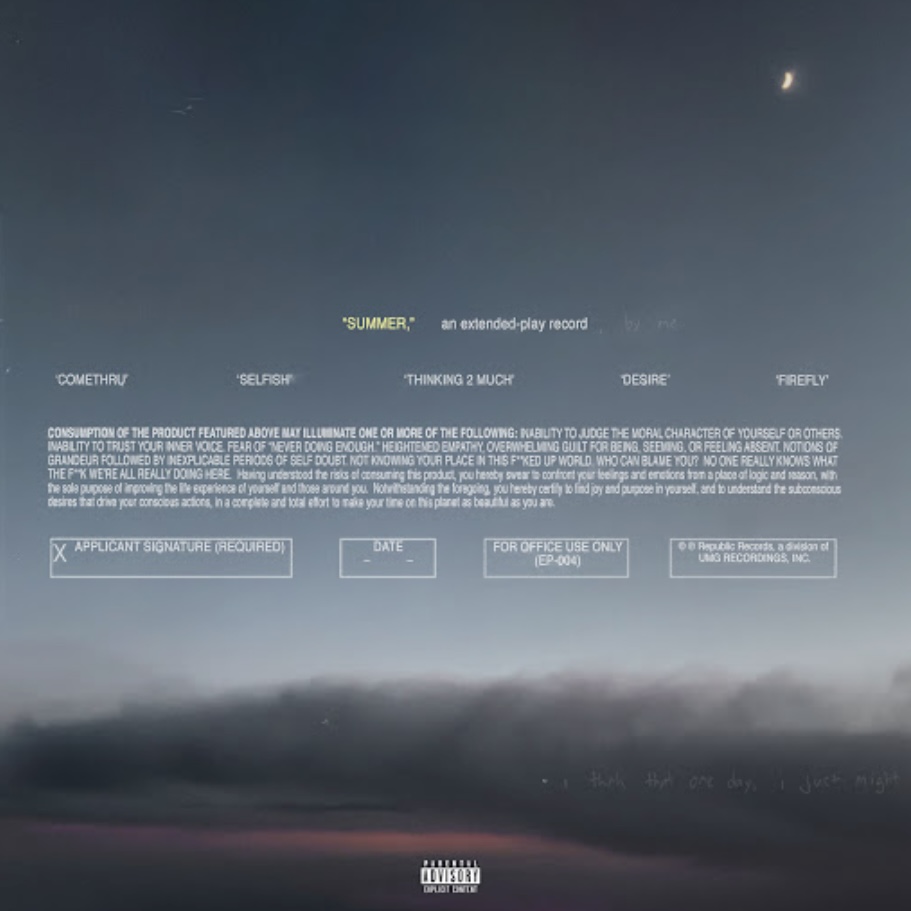 "SUMMER," an extended-play record, by me
'COMETHRU' 'SELFISH' 'THINKING 2 MUCH' 'DESIRE' 'FIREFLY'
CONSUMPTION OF THE PRODUCT FEATURED ABOVE MAY ILLUMINATE ONE OR MORE OF THE FOLLOWING: INABILITY TO JUDGE THE MORAL CHARACTER OF YOURSELF OR OTHERS.
INABILITY TO TRUST YOUR INNER VOICE. FEAR OF "NEVER DOING ENOUGH." HEIGHTENED EMPATHY, OVERWHELMING GUILT FOR BEING, SEEMING, OR FEELING ABSENT. NOTIONS OF
GRANDEUR FOLLOWED BY INEXPLICABLE PERIODS OF SELF DOUBT. NOT KNOWING YOUR PLACE IN THIS F**KED UP WORLD. WHO CAN BLAME YOU? NO ONE REALLY KNOWS WHAT
THE F**K WE'RE ALL REALLY DOING HERE. Having understood the risks of consuming this product, you hereby swear to confront your feelings and emotions from a place of logic and reason, with
the sole purpose of improving the life experience of yourself and those around you. Notwithstanding the foregoing, you hereby certify to find joy and purpose in yourself, and to understand the subconscious
desires that drive your conscious actions, in a complete and total effort to make your time on this planet as beautiful as you are.
X APPLICANT SIGNATURE (REQUIRED)
DATE
– –
FOR OFFICE USE ONLY
(EP-004)
℗ © Republic Records, a division of
UMG RECORDINGS, INC.
i think that one day, i just might
PARENTAL
ADVISORY
EXPLICIT CONTENT